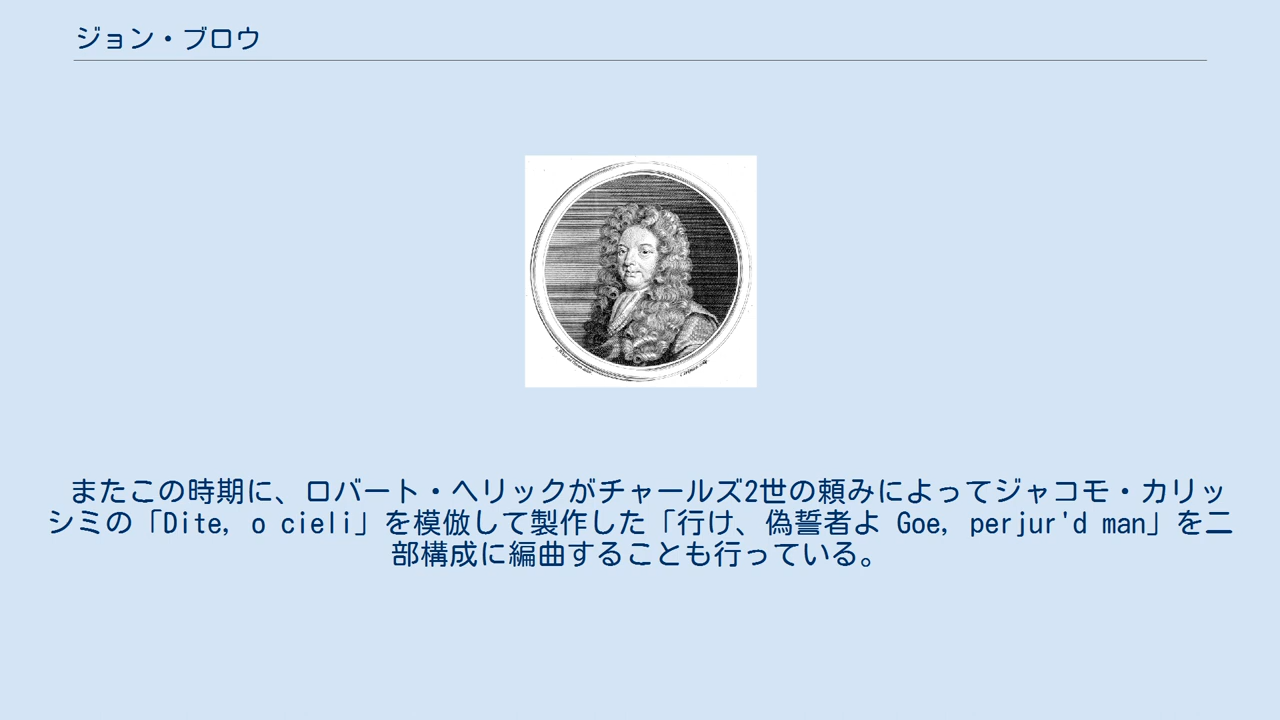 ジョン・ブロウ
またこの時期に、ロバート・ヘリックがチャールズ2世の頼みによってジャコモ・カリッ
シミの「Dite, o cieli」を模倣して製作した「行け、偽誓者よ Goe, perjur'd man」を二
部構成に編曲することも行っている。